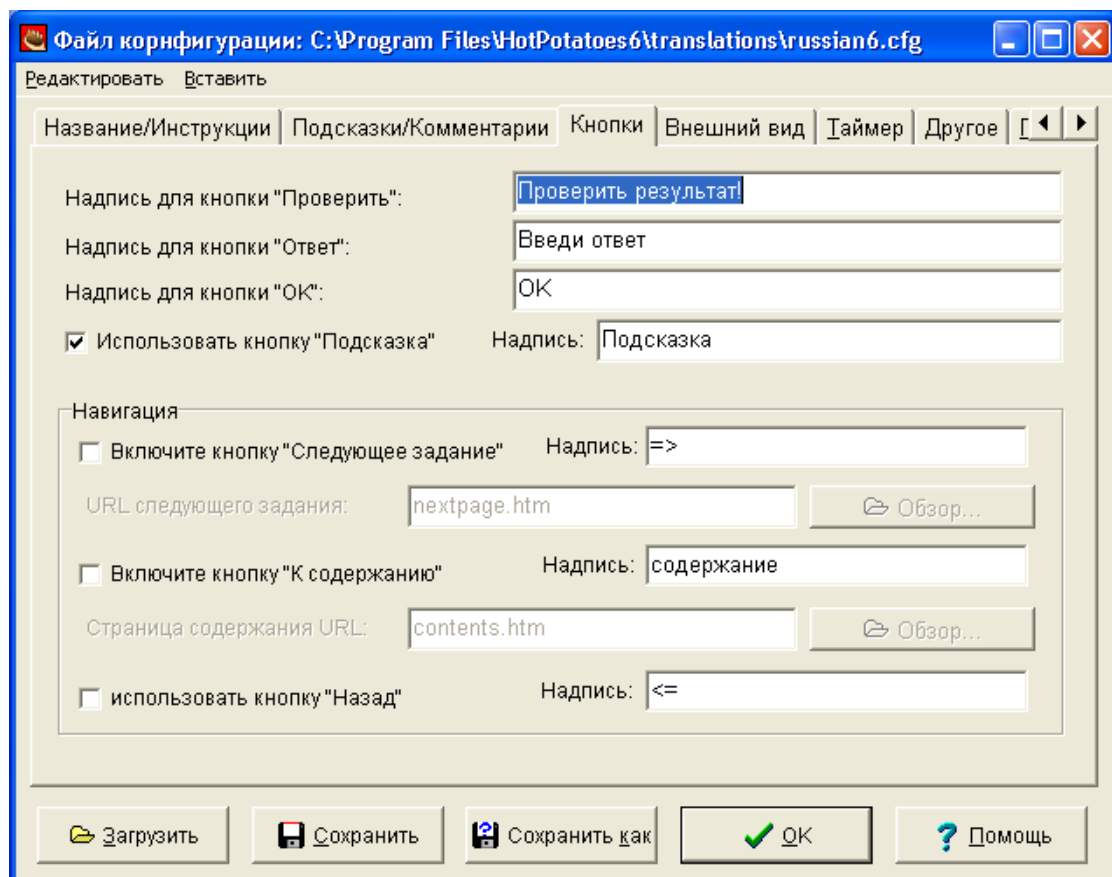 Файл корнфигурации: C:\Program Files\HotPotatoes6\translations\russian6.cfg
Редактировать Вставить
Название/Инструкции Подсказки/Комментарии Кнопки Внешний вид Таймер Другое
Надпись для кнопки "Проверить": Проверить результат!
Надпись для кнопки "Ответ": Введи ответ
Надпись для кнопки "OK": OK
Использовать кнопку "Подсказка" Надпись: Подсказка
Навигация
Включите кнопку "Следующее задание" Надпись: =>
URL следующего задания: nextpage.htm Обзор...
Включите кнопку "К содержанию" Надпись: содержание
Страница содержания URL: contents.htm Обзор...
использовать кнопку "Назад" Надпись: <=
Загрузить Сохранить Сохранить как OK Помощь